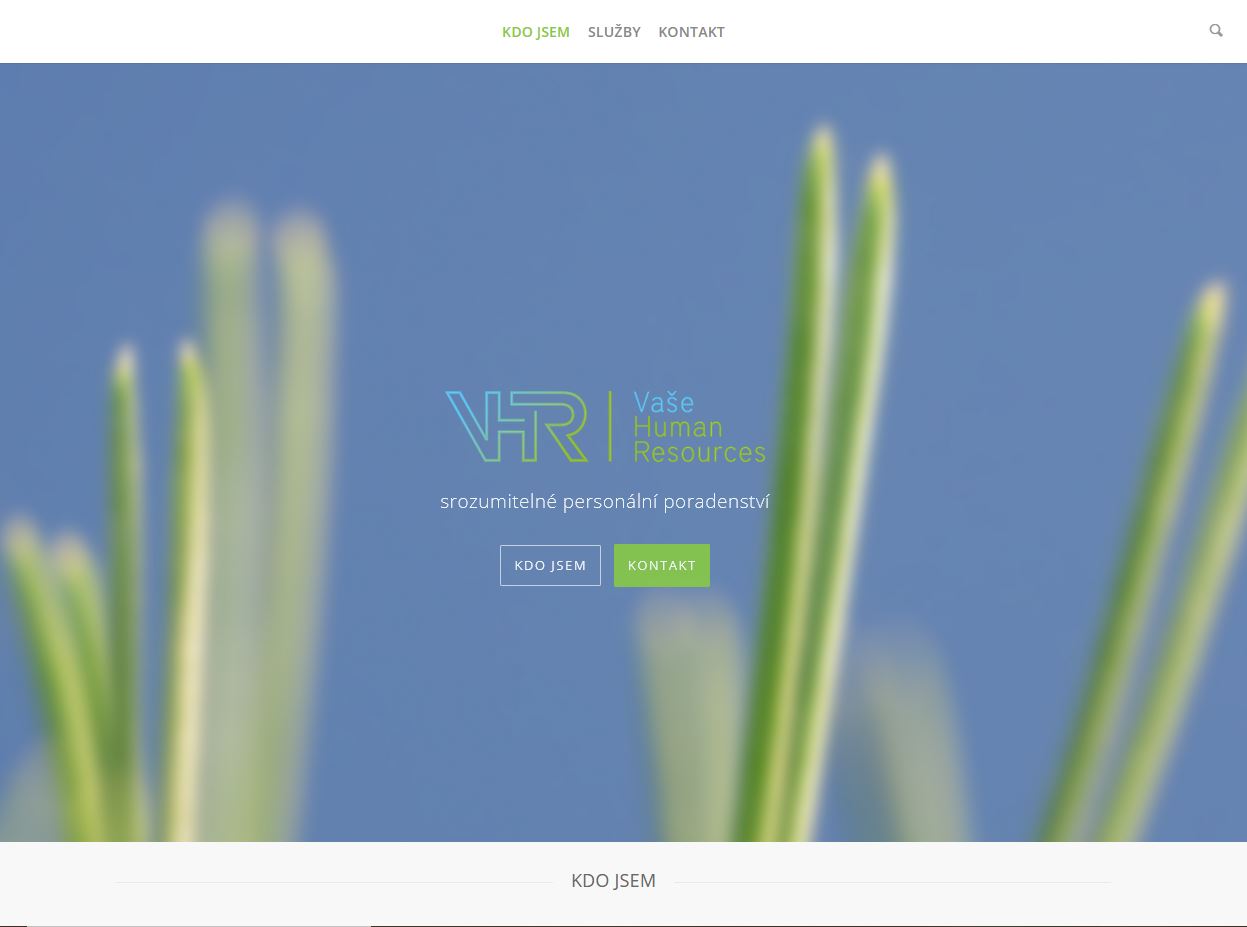 KDO JSEM SLUŽBY KONTAKT
VHR
Vaše
Human
Resources
srozumitelné personální poradenství
KDO JSEM KONTAKT
KDO JSEM